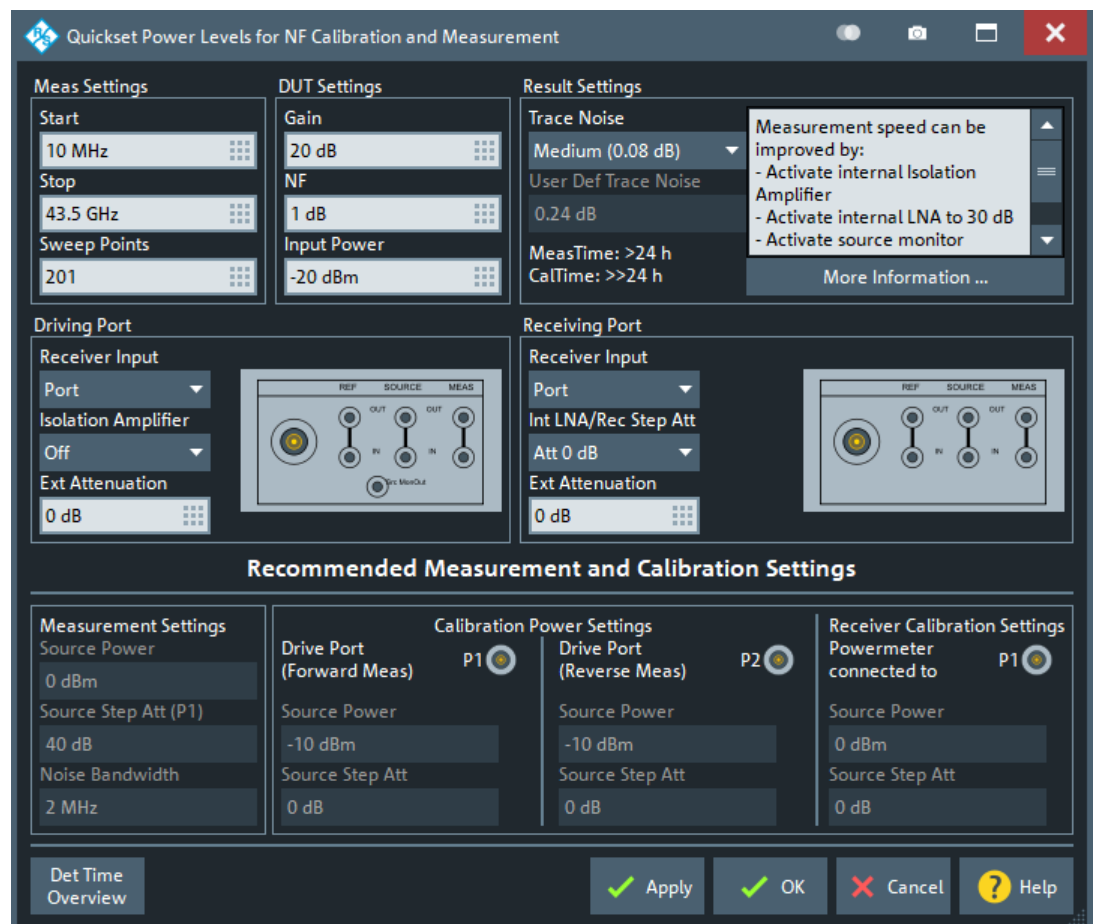 Quickset Power Levels for NF Calibration and Measurement
Meas Settings
Start
10 MHz
Stop
43.5 GHz
Sweep Points
201
DUT Settings
Gain
20 dB
NF
1 dB
Input Power
-20 dBm
Result Settings
Trace Noise
Medium (0.08 dB)
User Def Trace Noise
0.24 dB
MeasTime: >24 h
CalTime: >>24 h
Measurement speed can be
improved by:
- Activate internal Isolation
Amplifier
- Activate internal LNA to 30 dB
- Activate source monitor
More Information ...
Driving Port
Receiver Input
Port
Isolation Amplifier
Off
Ext Attenuation
0 dB
REF SOURCE MEAS
OUT OUT
IN IN
Src MonOut
Receiving Port
Receiver Input
Port
Int LNA/Rec Step Att
Att 0 dB
Ext Attenuation
0 dB
REF SOURCE MEAS
OUT OUT
IN IN
Recommended Measurement and Calibration Settings
Measurement Settings
Source Power
0 dBm
Source Step Att (P1)
40 dB
Noise Bandwidth
2 MHz
Calibration Power Settings
Drive Port
(Forward Meas)
P1
Source Power
-10 dBm
Source Step Att
0 dB
Drive Port
(Reverse Meas)
P2
Source Power
-10 dBm
Source Step Att
0 dB
Receiver Calibration Settings
Powermeter
connected to
P1
Source Power
0 dBm
Source Step Att
0 dB
Det Time
Overview
Apply
OK
Cancel
? Help